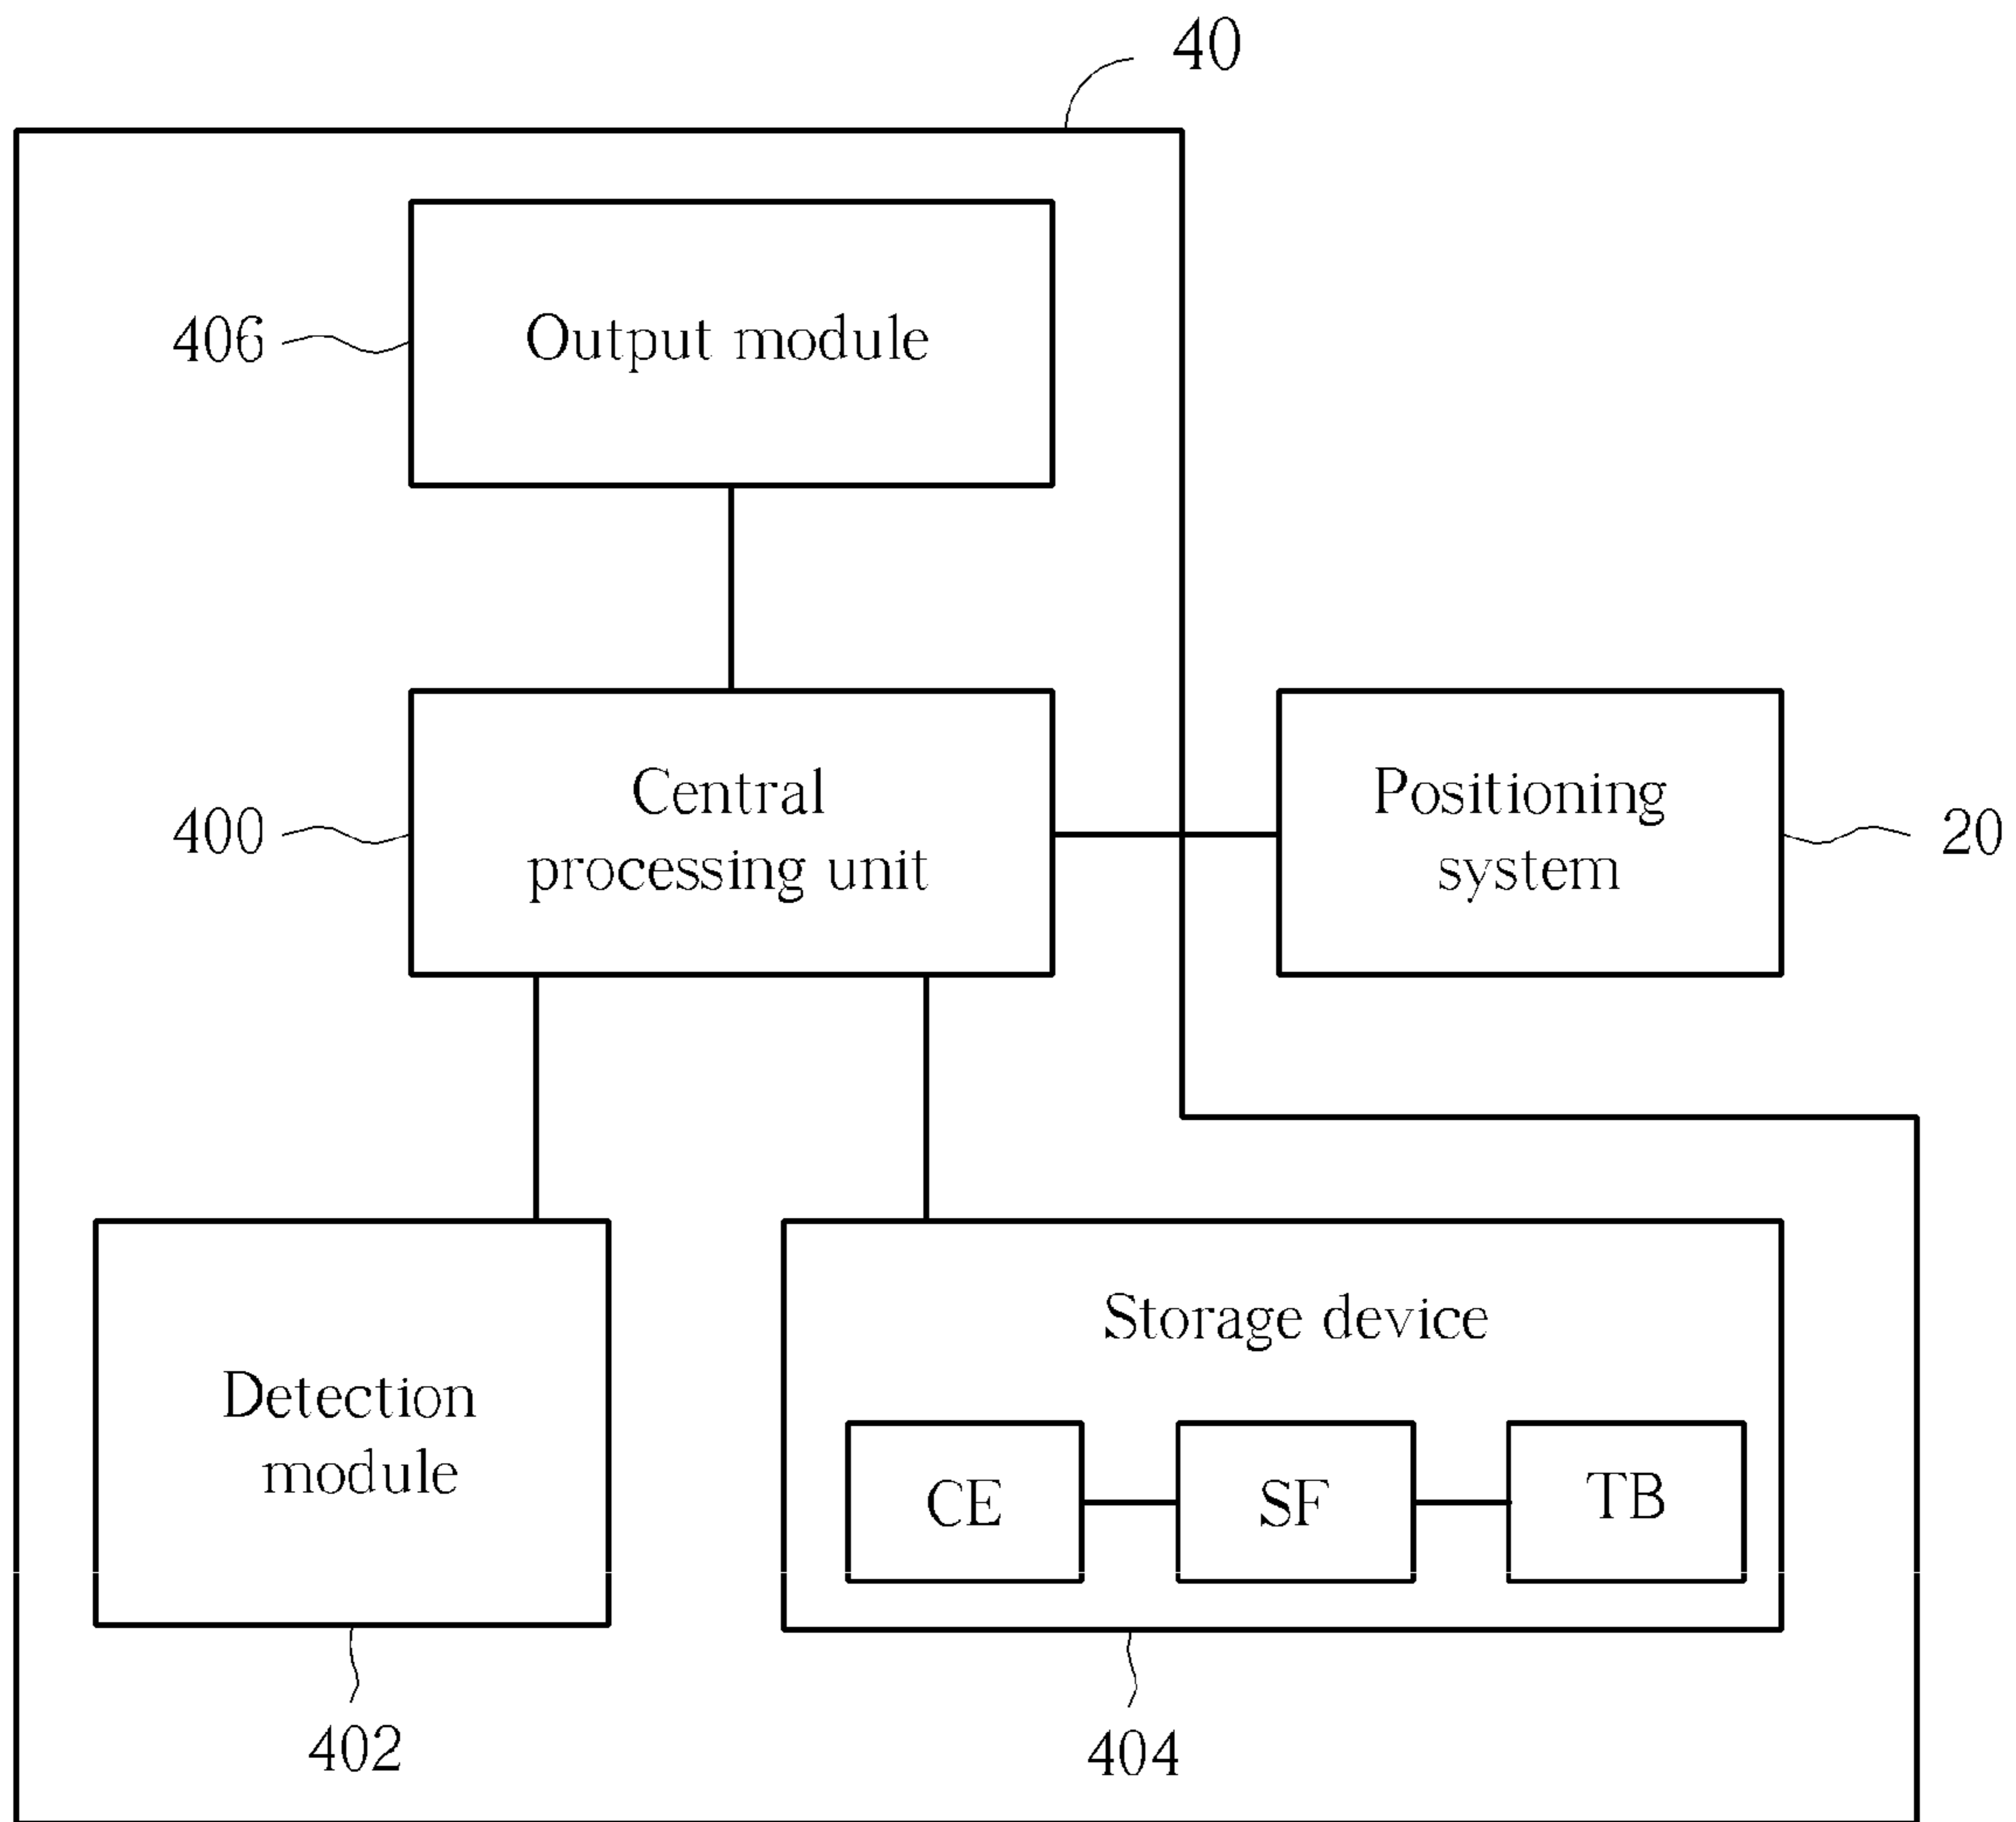 40
406
Output module
400
Central
processing unit
Positioning
system
20
Storage device
Detection
module
CE
SF
TB
402
404